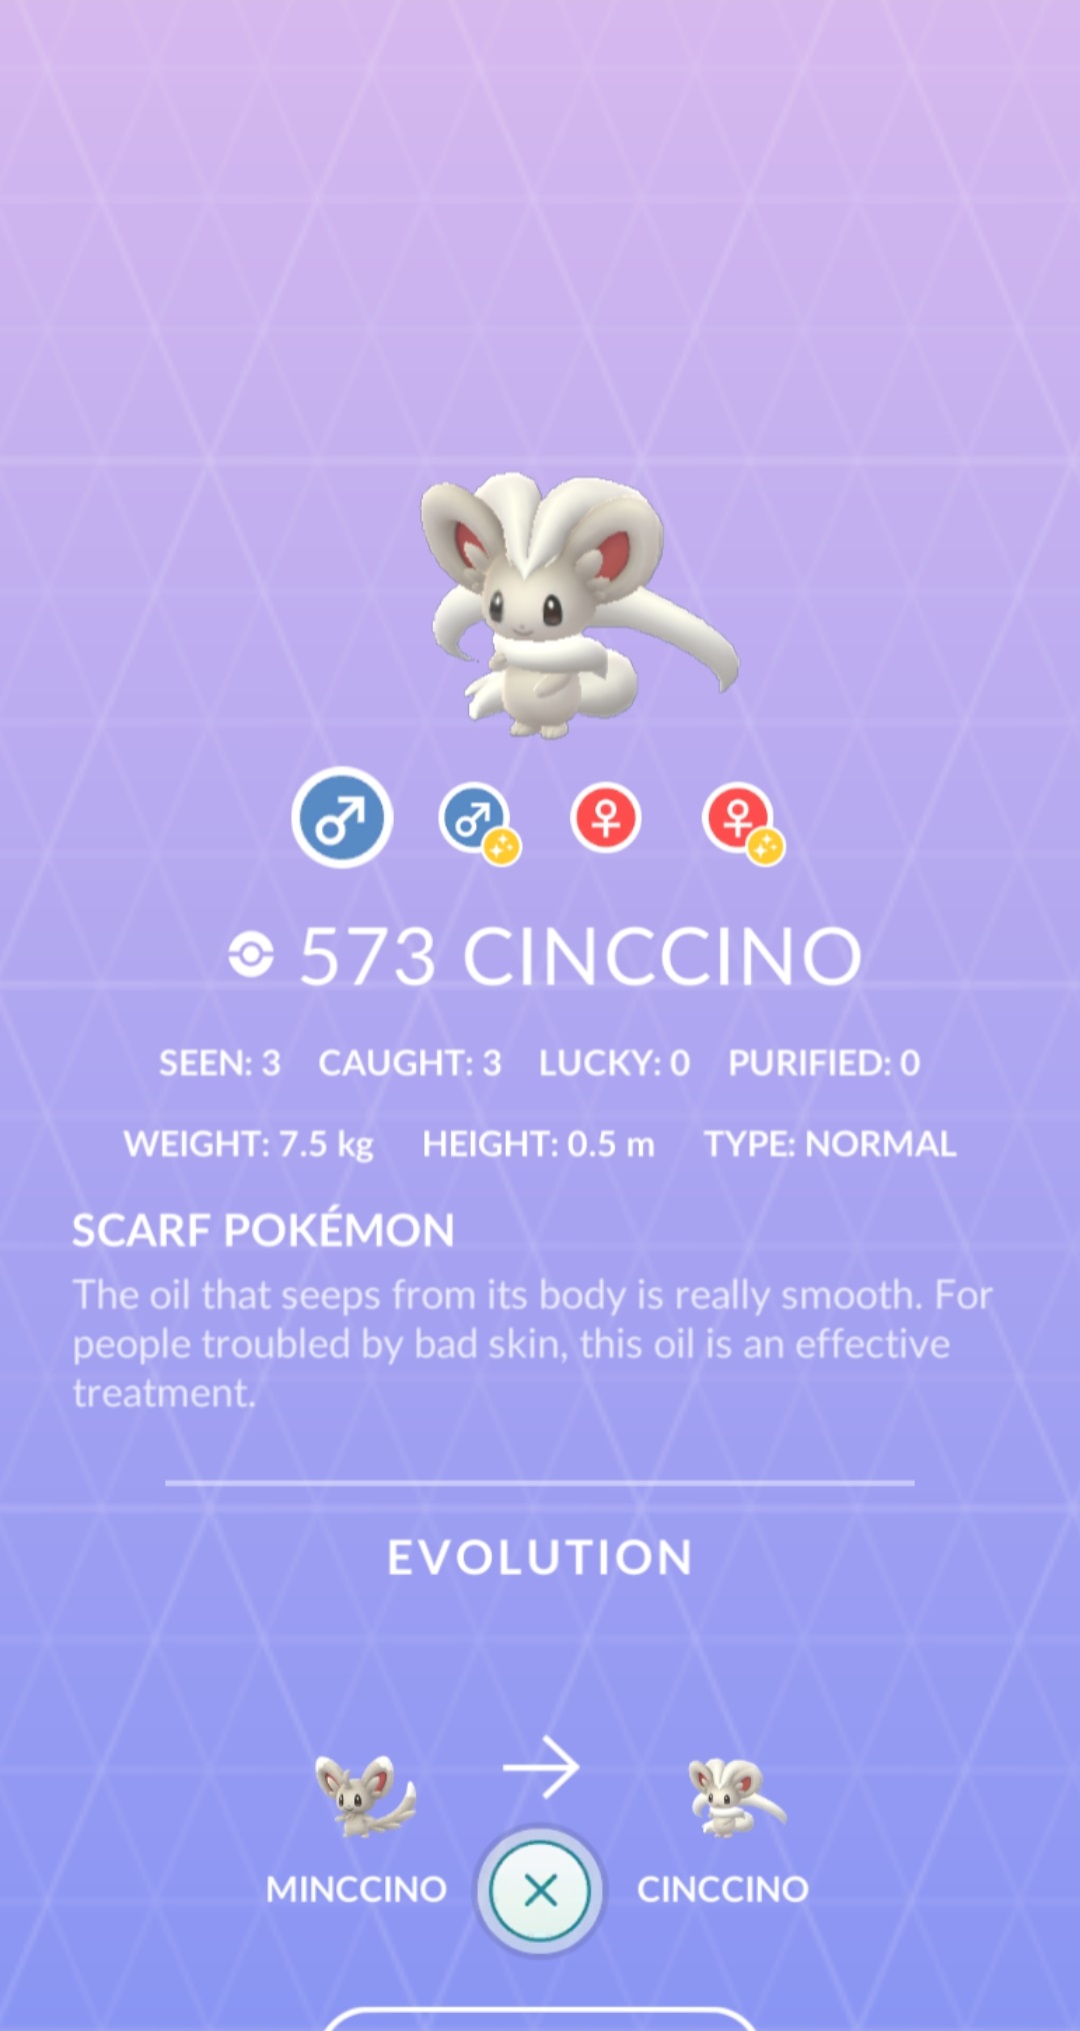 573 CINCCINO
SEEN: 3 CAUGHT: 3 LUCKY: 0 PURIFIED: 0
WEIGHT: 7.5 kg HEIGHT: 0.5 m TYPE: NORMAL
SCARF POKÉMON
The oil that seeps from its body is really smooth. For
people troubled by bad skin, this oil is an effective
treatment.
EVOLUTION
MINCCINO CINCCINO